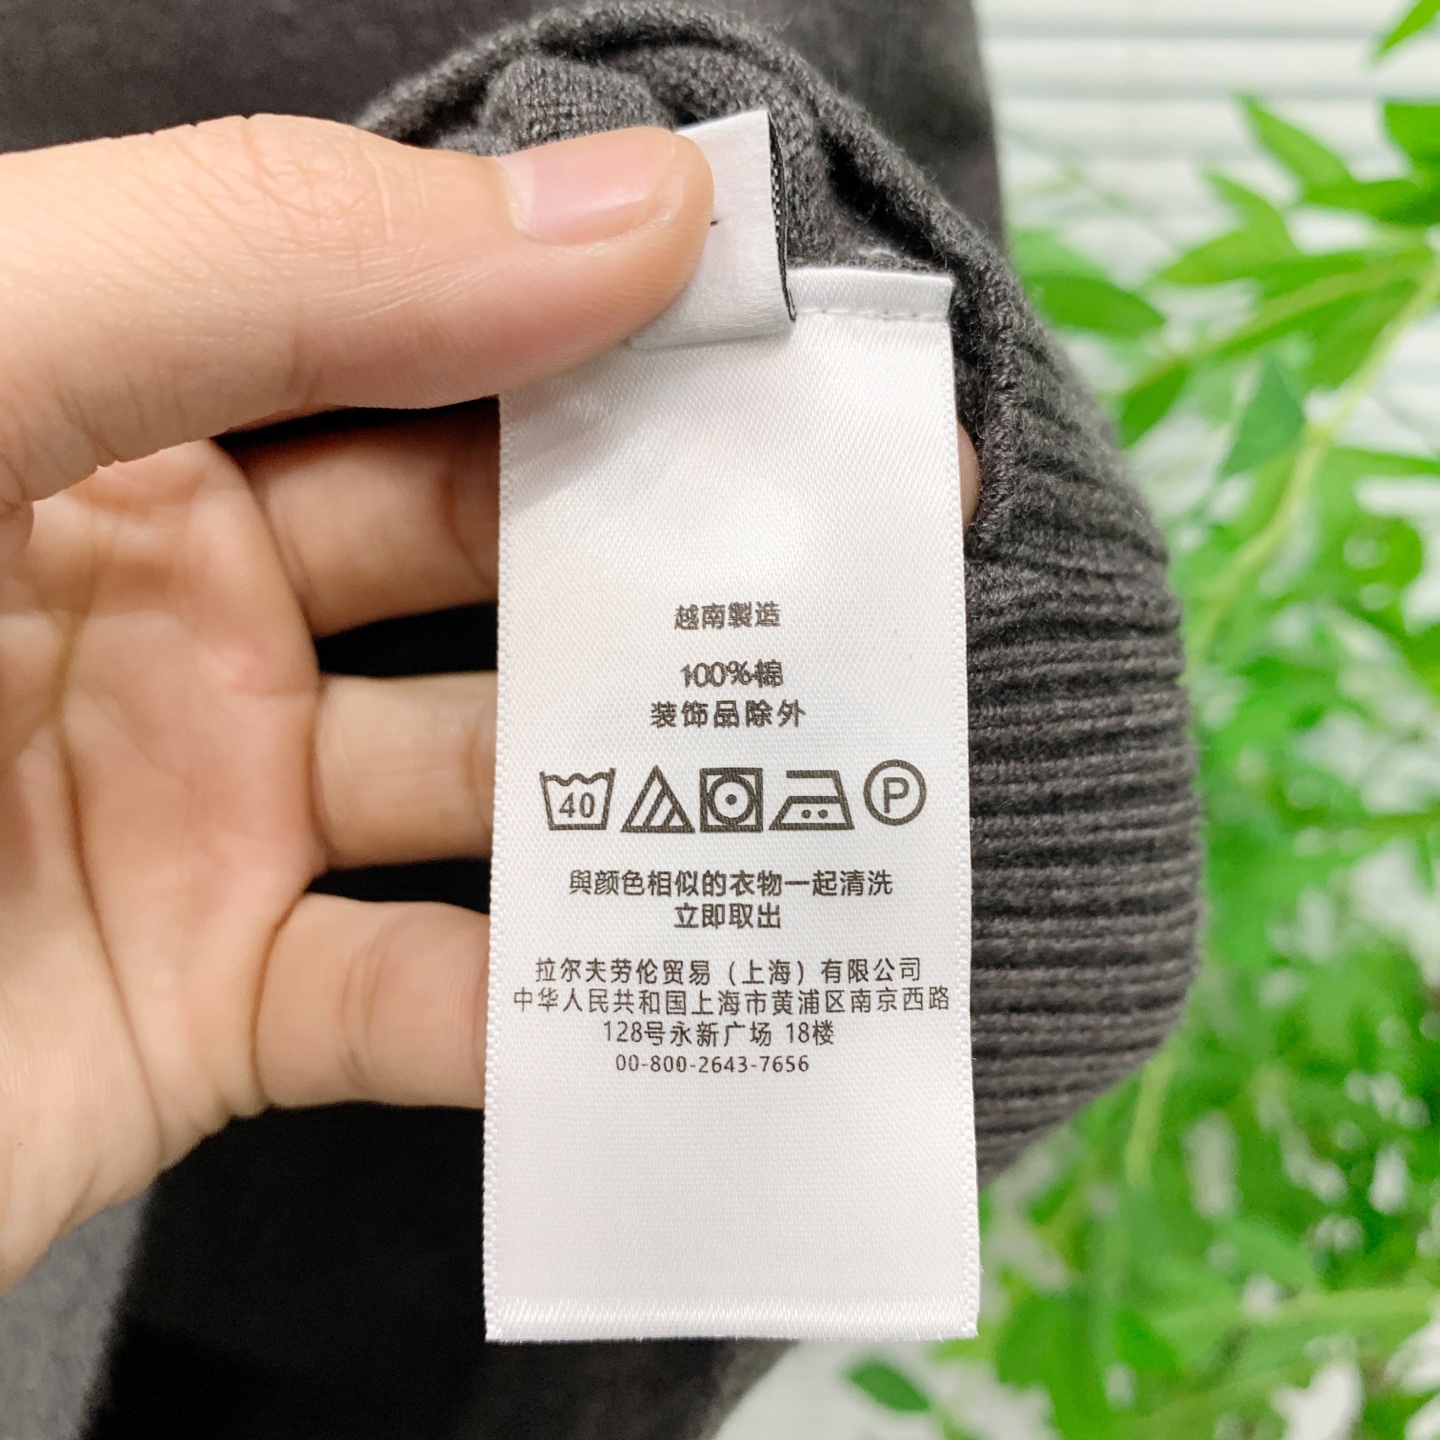 越南製造
100%棉
装饰品除外
40
P
與颜色相似的衣物一起清洗
立即取出
拉尔夫劳伦贸易（上海）有限公司
中华人民共和国上海市黄浦区南京西路
128号永新广场 18楼
00-800-2643-7656